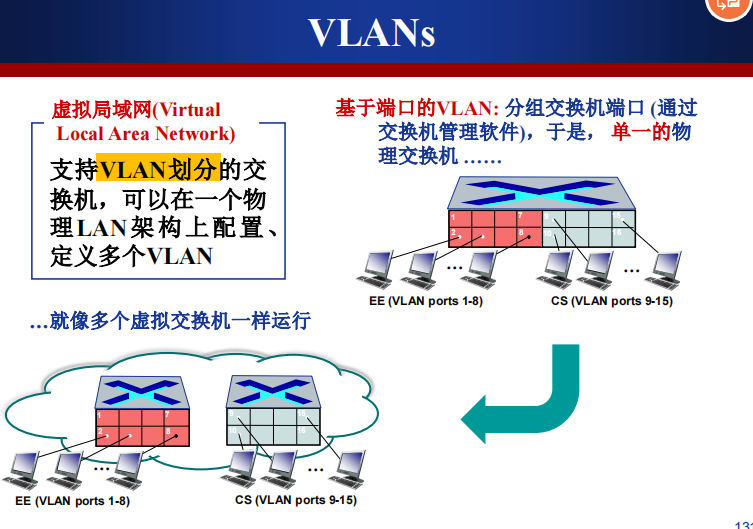 VLANs
虚拟局域网(Virtual
Local Area Network)
支持VLAN划分的交
换机，可以在一个物
理LAN架构上配置、
定义多个VLAN
基于端口的VLAN: 分组交换机端口 (通过
交换机管理软件)，于是， 单一的物
理交换机 ……
1 7 9 15
2 8 10
…
…
EE (VLAN ports 1-8)
CS (VLAN ports 9-15)
…就像多个虚拟交换机一样运行
1 7 9 15
2 8 10 16
…
…
EE (VLAN ports 1-8)
CS (VLAN ports 9-15)